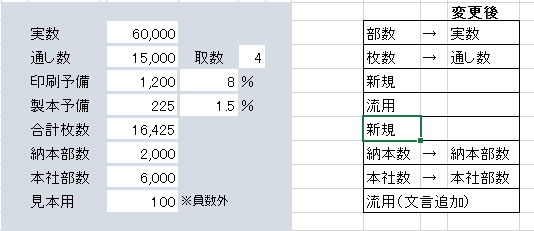 変更後
実数 60,000 部数 → 実数
通し数 15,000 取数 4 枚数 → 通し数
印刷予備 1,200 8 % 新規
製本予備 225 1.5 % 流用
合計枚数 16,425 新規
納本部数 2,000 納本数 → 納本部数
本社部数 6,000 本社数 → 本社部数
見本用 100 ※員数外 流用(文言追加)